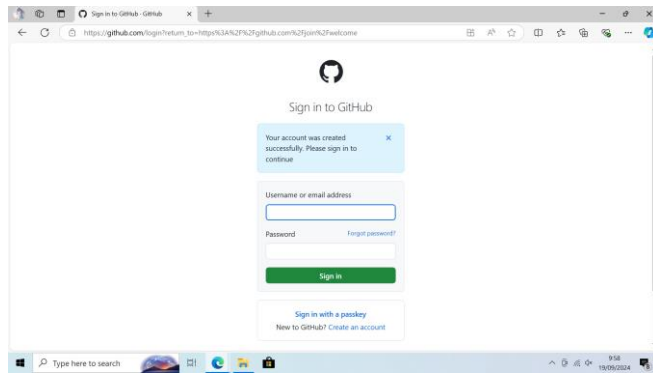 Sign in to GitHub · GitHub
https://github.com/login?return_to=https%3A%2F%2Fgithub.com%2Fjoin%2Fwelcome
Sign in to GitHub
Your account was created
successfully. Please sign in to
continue
Username or email address
Password Forgot password?
Sign in
Sign in with a passkey
New to GitHub? Create an account
Type here to search
9:58
19/09/2024